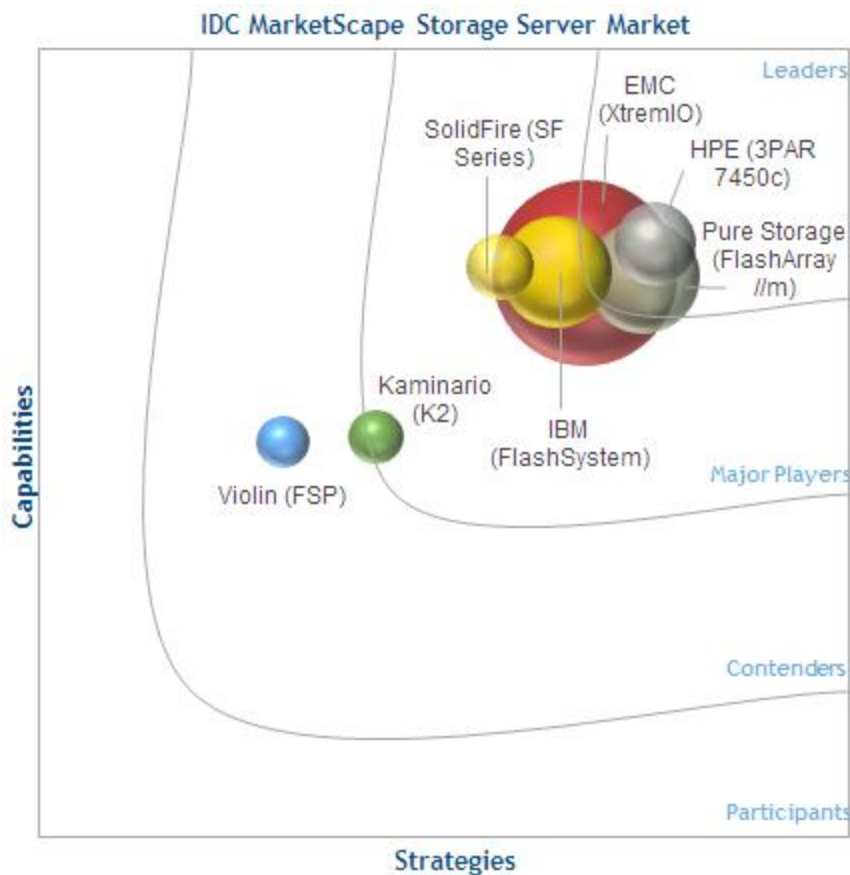 IDC MarketScape Storage Server Market
Leaders
EMC
(XtremIO)
SolidFire (SF
Series)
HPE (3PAR
7450c)
Pure Storage
(FlashArray
//m)
Kaminario
(K2)
IBM
(FlashSystem)
Violin (FSP)
Major Players
Contenders
Participants
Capabilities
Strategies